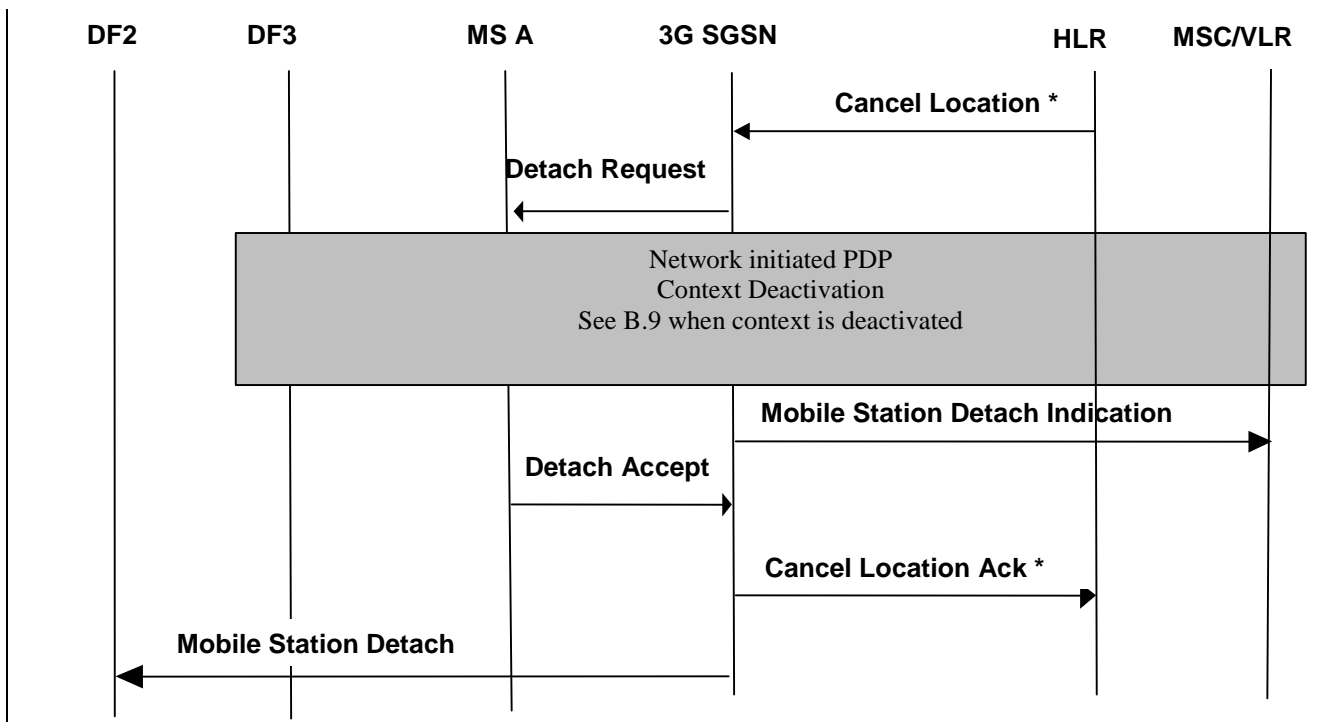 DF2 DF3 MS A 3G SGSN HLR MSC/VLR
Cancel Location *
Detach Request
Network initiated PDP
Context Deactivation
See B.9 when context is deactivated
Mobile Station Detach Indication
Detach Accept
Cancel Location Ack *
Mobile Station Detach